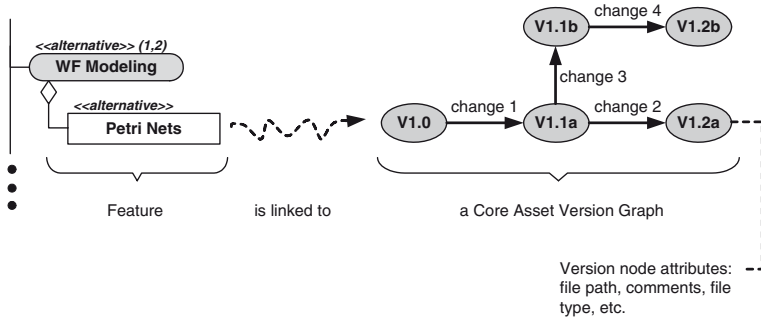 <<alternative>> (1,2)
WF Modeling
<<alternative>>
Petri Nets
V1.1b
change 4
V1.2b
change 3
V1.0
change 1
V1.1a
change 2
V1.2a
Feature
is linked to
a Core Asset Version Graph
Version node attributes:
file path, comments, file
type, etc.